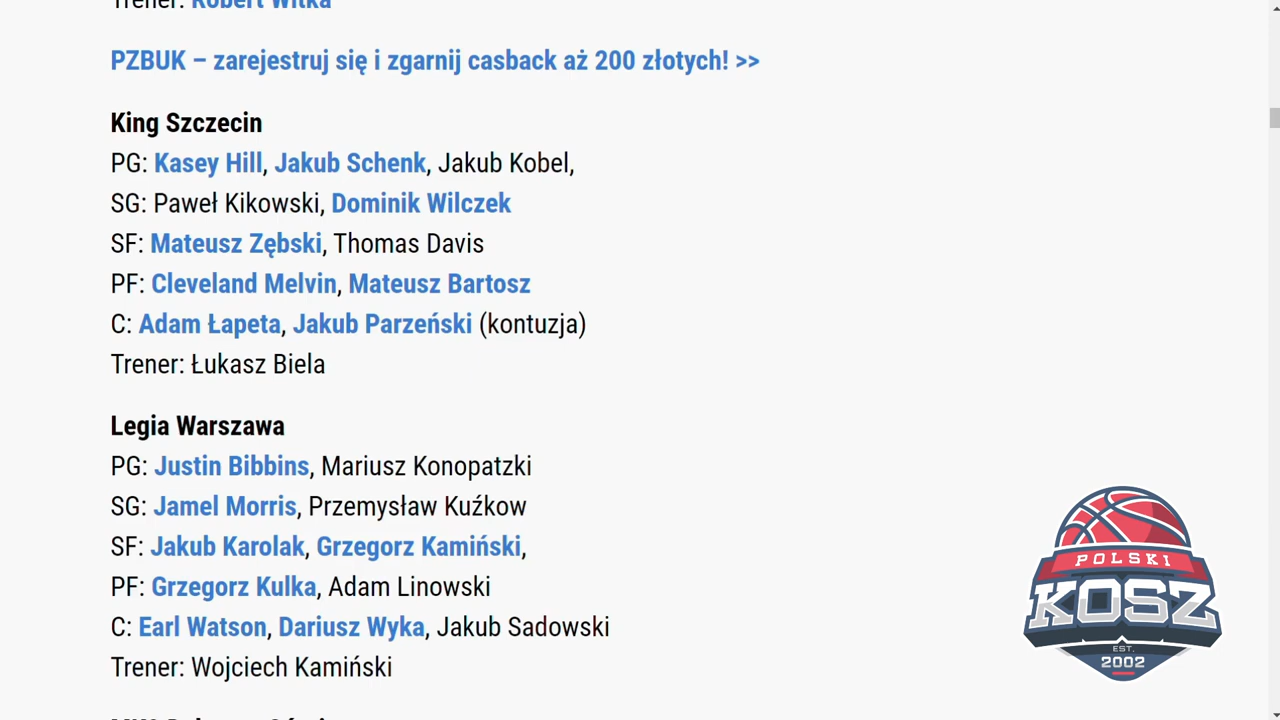 Trener: Robert Witka
PZBUK – zarejestruj się i zgarnij casback aż 200 złotych! >>
King Szczecin
PG: Kasey Hill, Jakub Schenk, Jakub Kobel,
SG: Paweł Kikowski, Dominik Wilczek
SF: Mateusz Zębski, Thomas Davis
PF: Cleveland Melvin, Mateusz Bartosz
C: Adam Łapeta, Jakub Parzeński (kontuzja)
Trener: Łukasz Biela
Legia Warszawa
PG: Justin Bibbins, Mariusz Konopatzki
SG: Jamel Morris, Przemysław Kuźkow
SF: Jakub Karolak, Grzegorz Kamiński,
PF: Grzegorz Kulka, Adam Linowski
C: Earl Watson, Dariusz Wyka, Jakub Sadowski
Trener: Wojciech Kamiński
POLSKI
KOSZ
EST.
2002